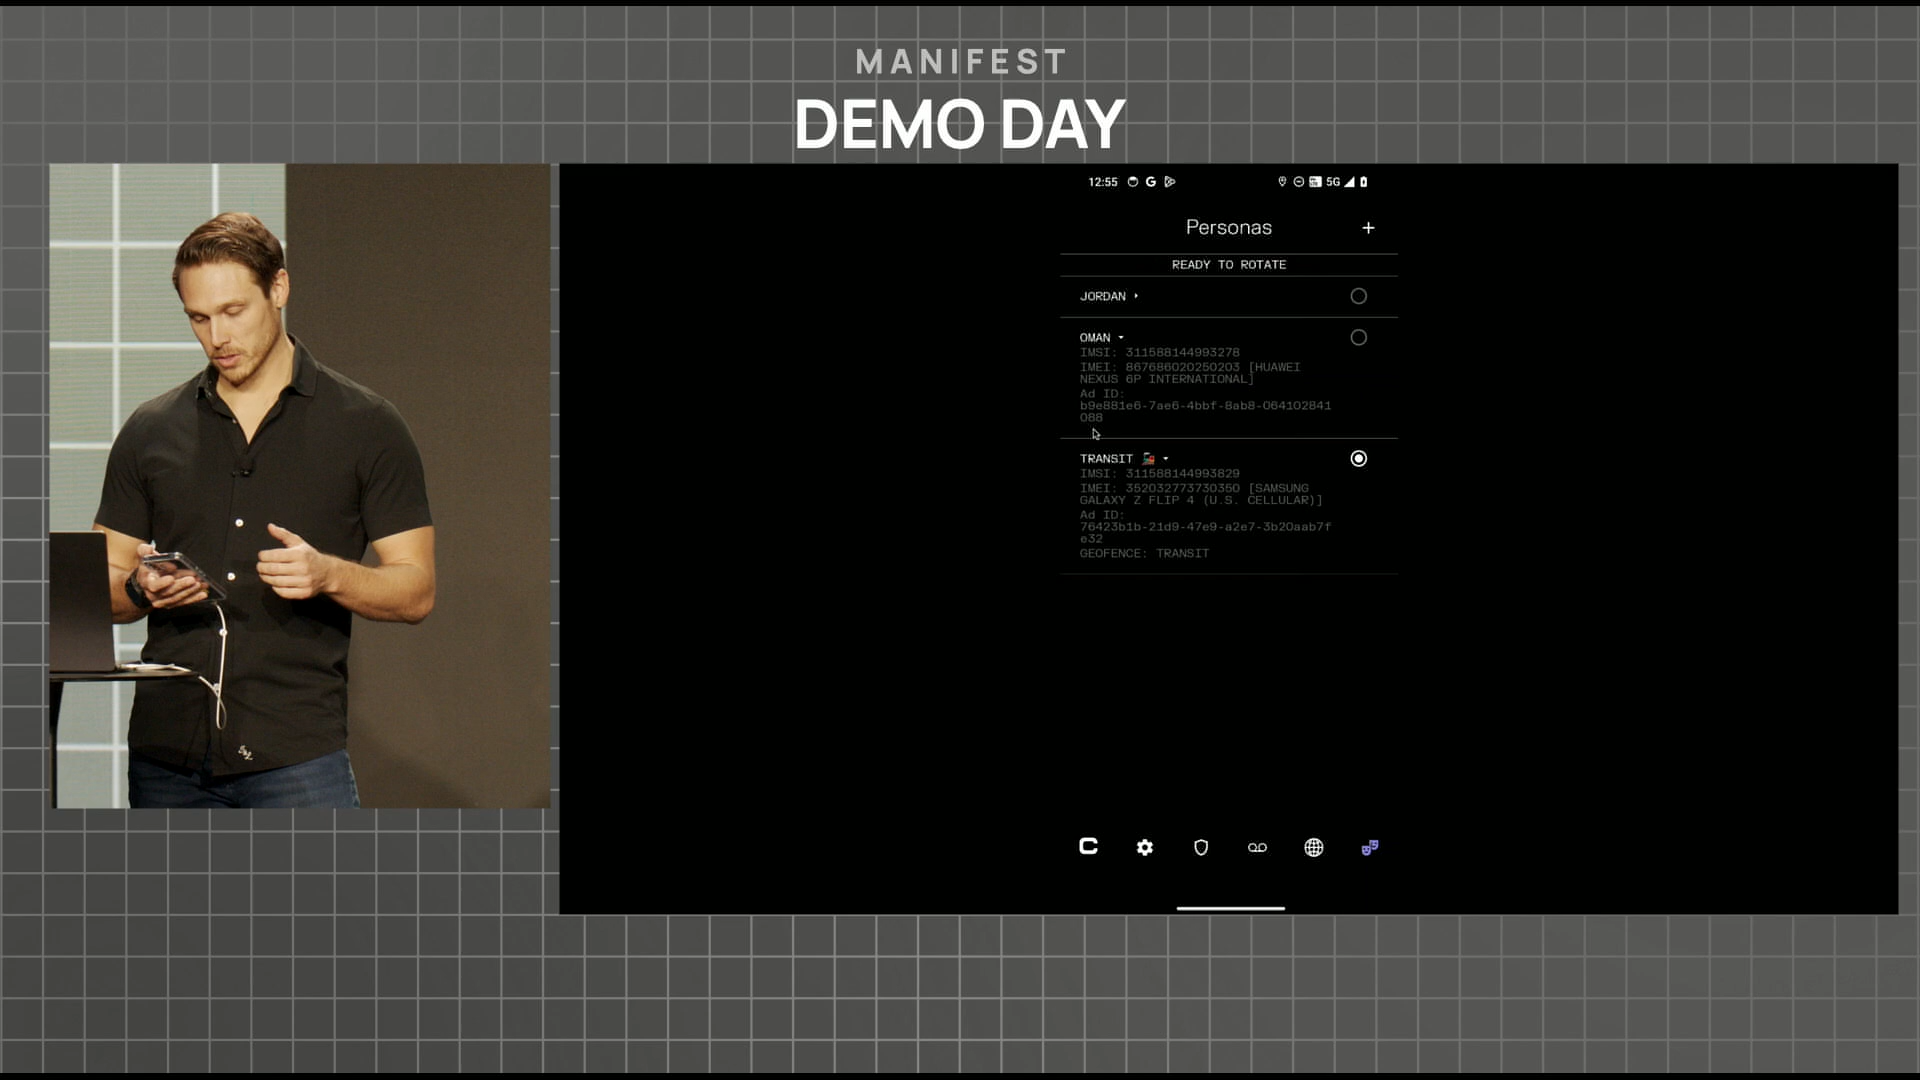 MANIFEST
DEMO DAY
12:55
5G
Personas
+
READY TO ROTATE
JORDAN
OMAN
IMSI: 311588144993278
IMEI: 867686020250203 [HUAWEI
NEXUS 6P INTERNATIONAL]
Ad ID:
b9e881e6-7ae6-4bbf-8ab8-064102841
088
TRANSIT
IMSI: 311588144993829
IMEI: 352032773730350 [SAMSUNG
GALAXY Z FLIP 4 (U.S. CELLULAR)]
Ad ID:
76423b1b-21d9-47e9-a2e7-3b20aab7f
e32
GEOFENCE: TRANSIT